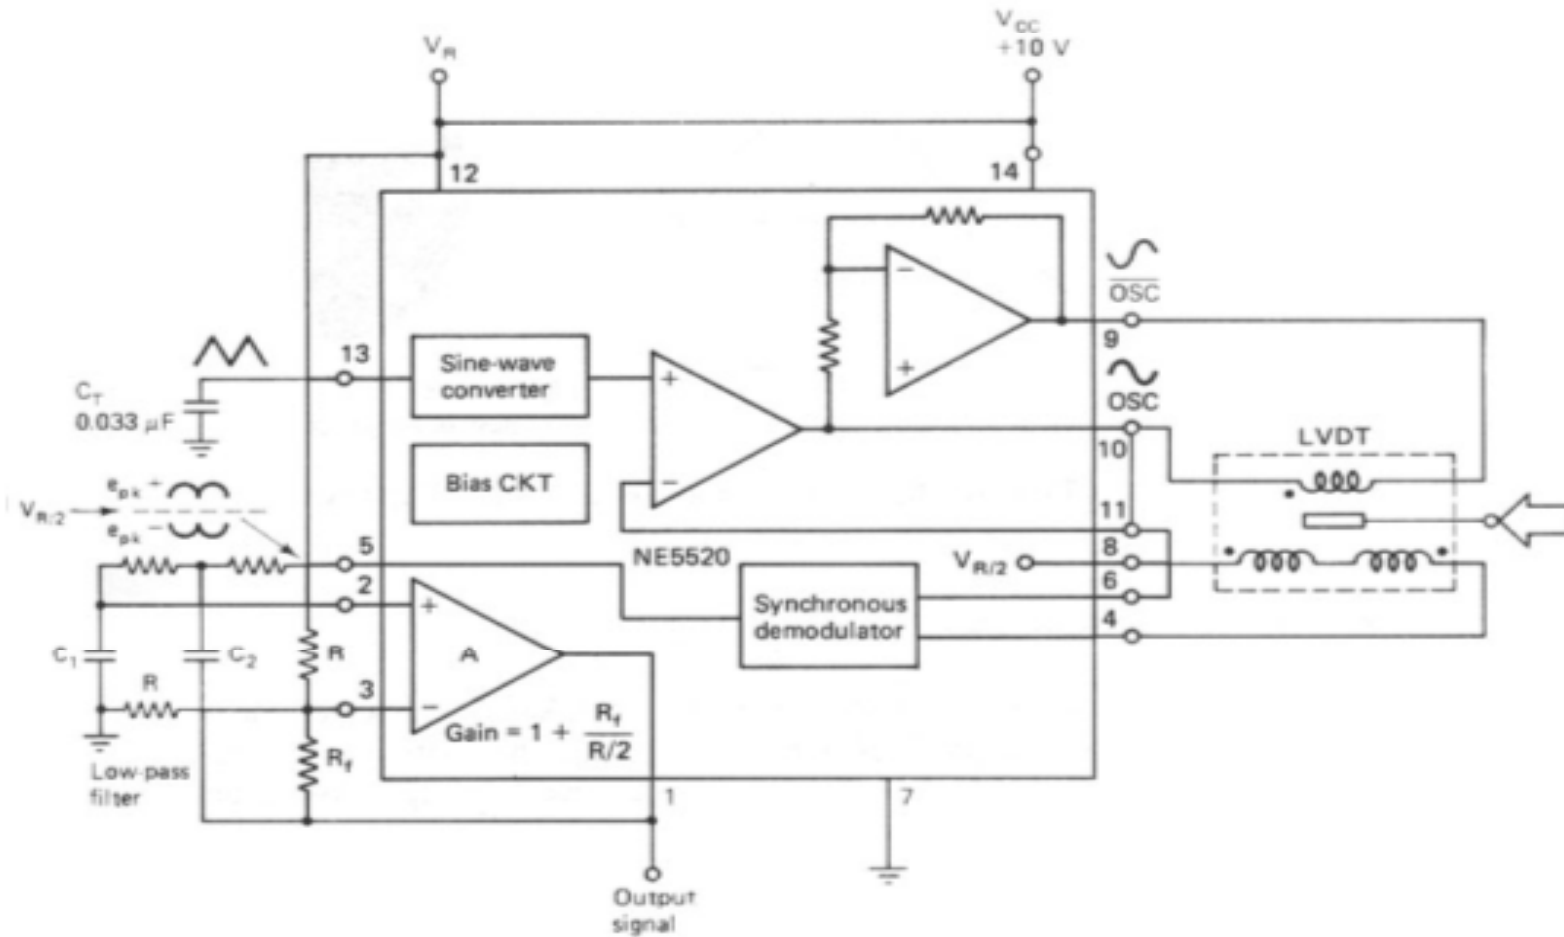 V_R
V_CC
+10 V
12
14
OSC
9
13
Sine-wave
converter
+
−
+
−
C_T
0.033 μF
OSC
10
LVDT
Bias CKT
e_pk +
V_R/2
e_pk −
11
5
NE5520
V_R/2
8
6
4
2
Synchronous
demodulator
+
A
−
C_1
C_2
R
R
3
Gain = 1 + R_f
R/2
R_f
Low-pass
filter
1
7
Output
signal